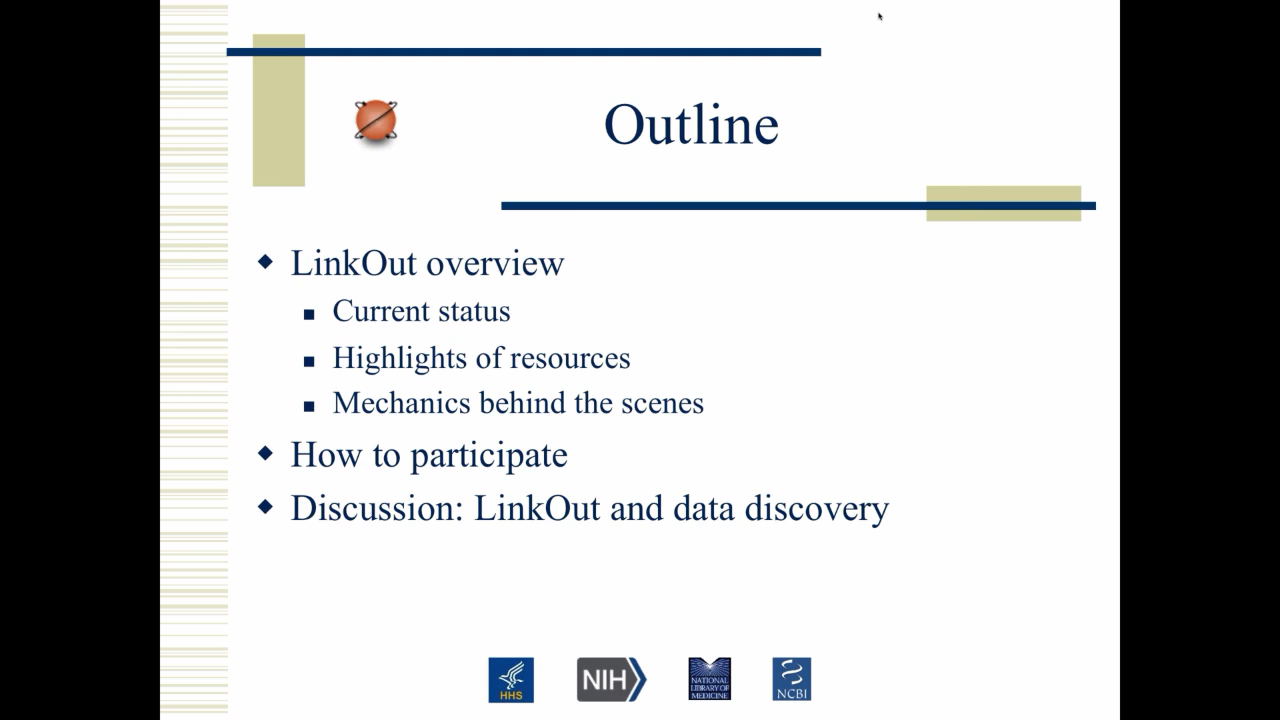 Outline
LinkOut overview
Current status
Highlights of resources
Mechanics behind the scenes
How to participate
Discussion: LinkOut and data discovery
HHS
NIH
NATIONAL
LIBRARY OF
MEDICINE
NCBI